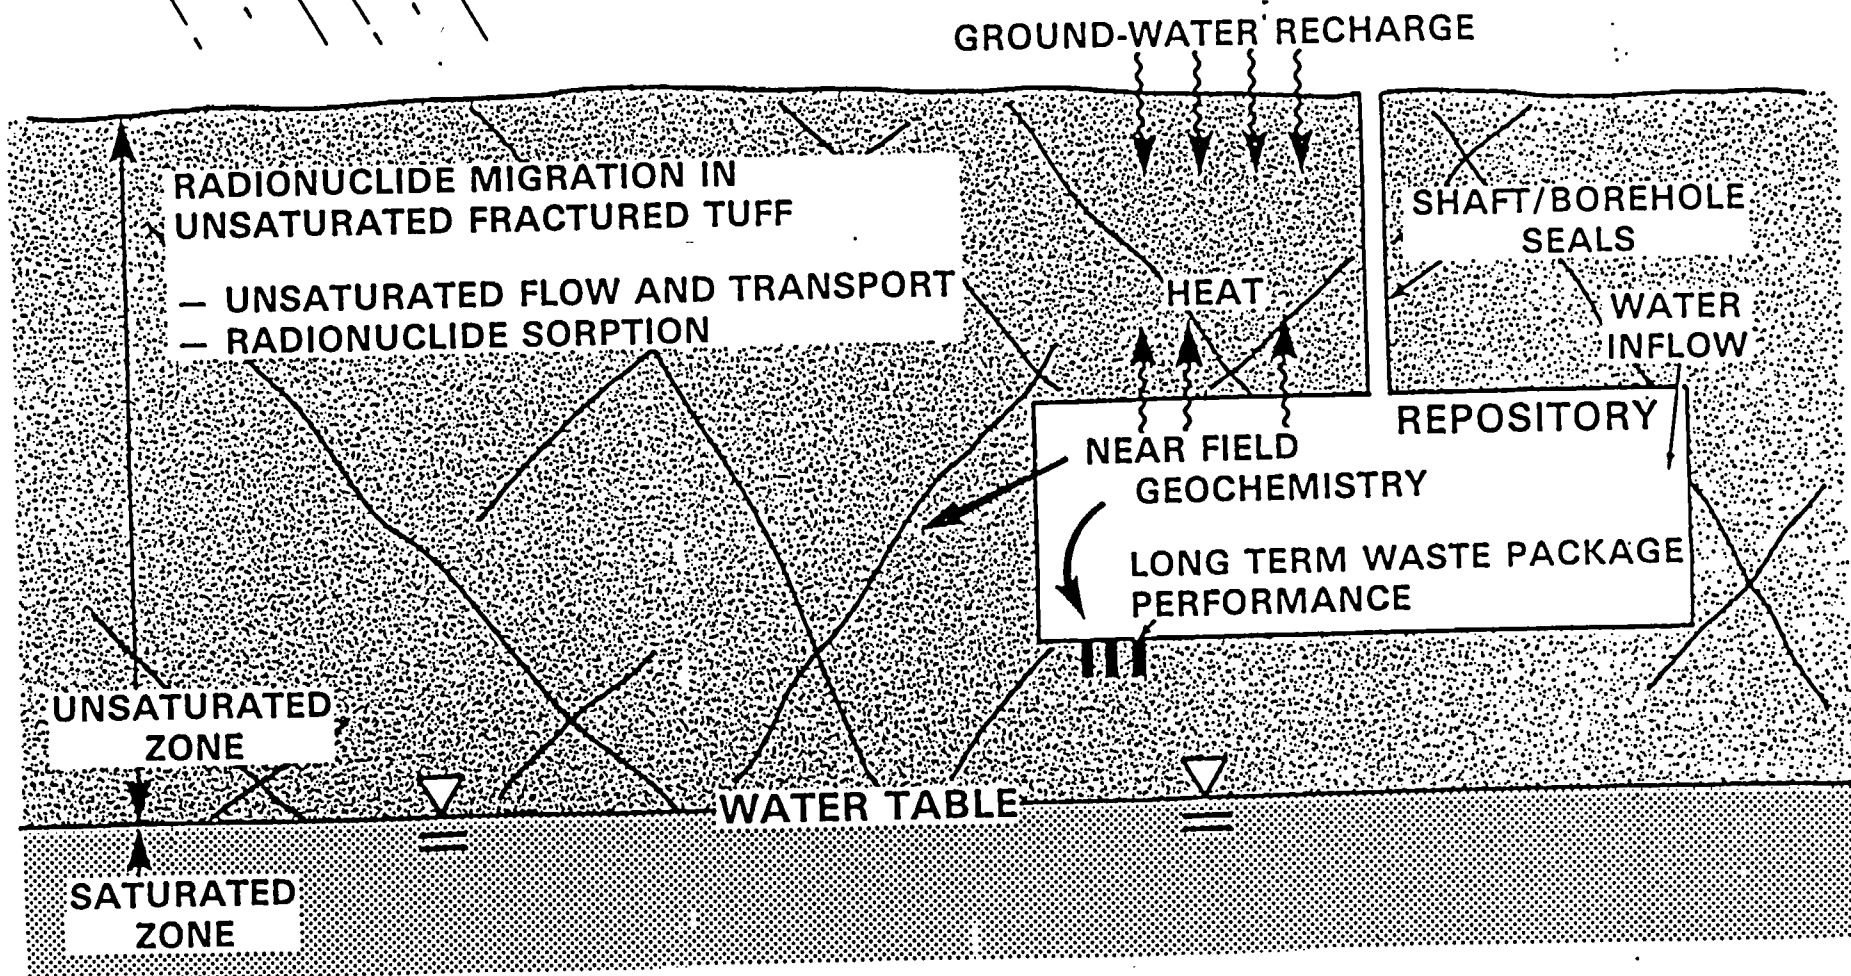 GROUND-WATER RECHARGE
RADIONUCLIDE MIGRATION IN
UNSATURATED FRACTURED TUFF
— UNSATURATED FLOW AND TRANSPORT
— RADIONUCLIDE SORPTION
SHAFT/BOREHOLE
SEALS
HEAT
WATER
INFLOW
REPOSITORY
NEAR FIELD
GEOCHEMISTRY
LONG TERM WASTE PACKAGE
PERFORMANCE
UNSATURATED
ZONE
WATER TABLE
SATURATED
ZONE